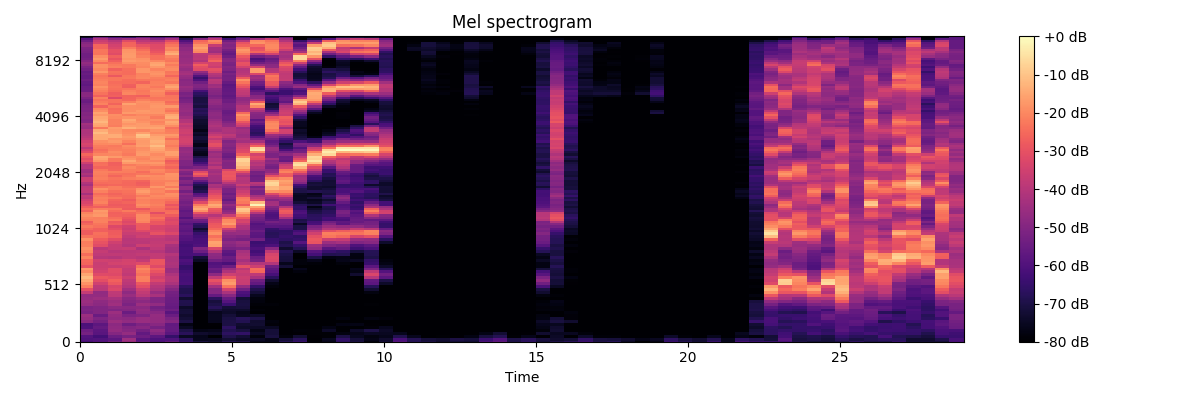 Mel spectrogram
8192
4096
2048
1024
512
0
Hz
0 5 10 15 20 25
Time
+0 dB
-10 dB
-20 dB
-30 dB
-40 dB
-50 dB
-60 dB
-70 dB
-80 dB